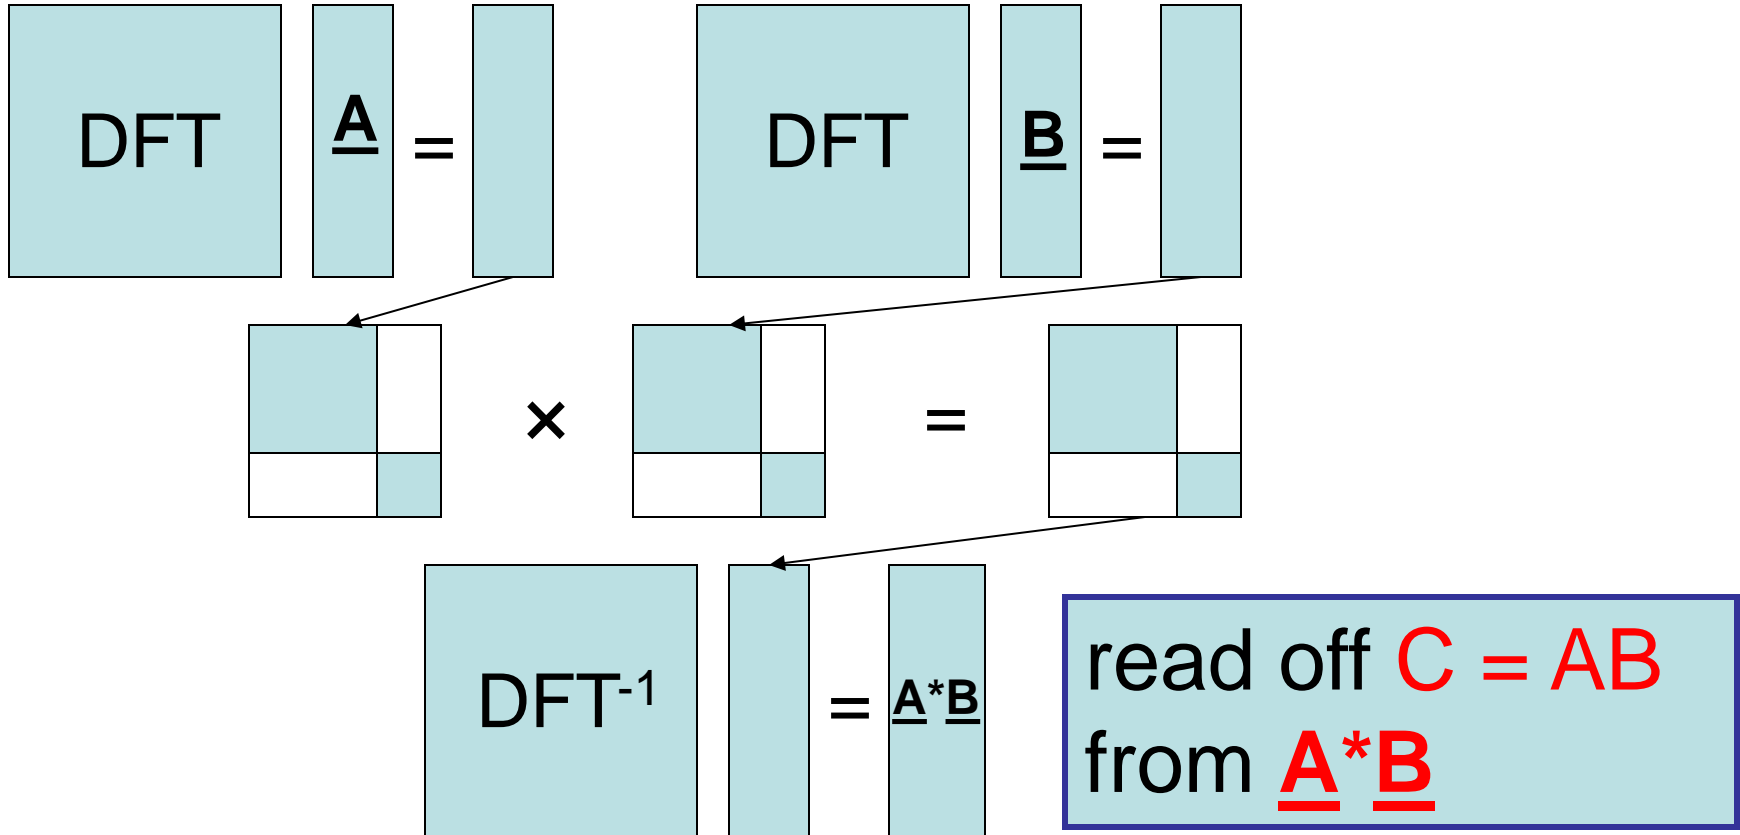 DFT A = DFT B =
× =
DFT⁻¹ = A*B
read off C = AB
from A*B